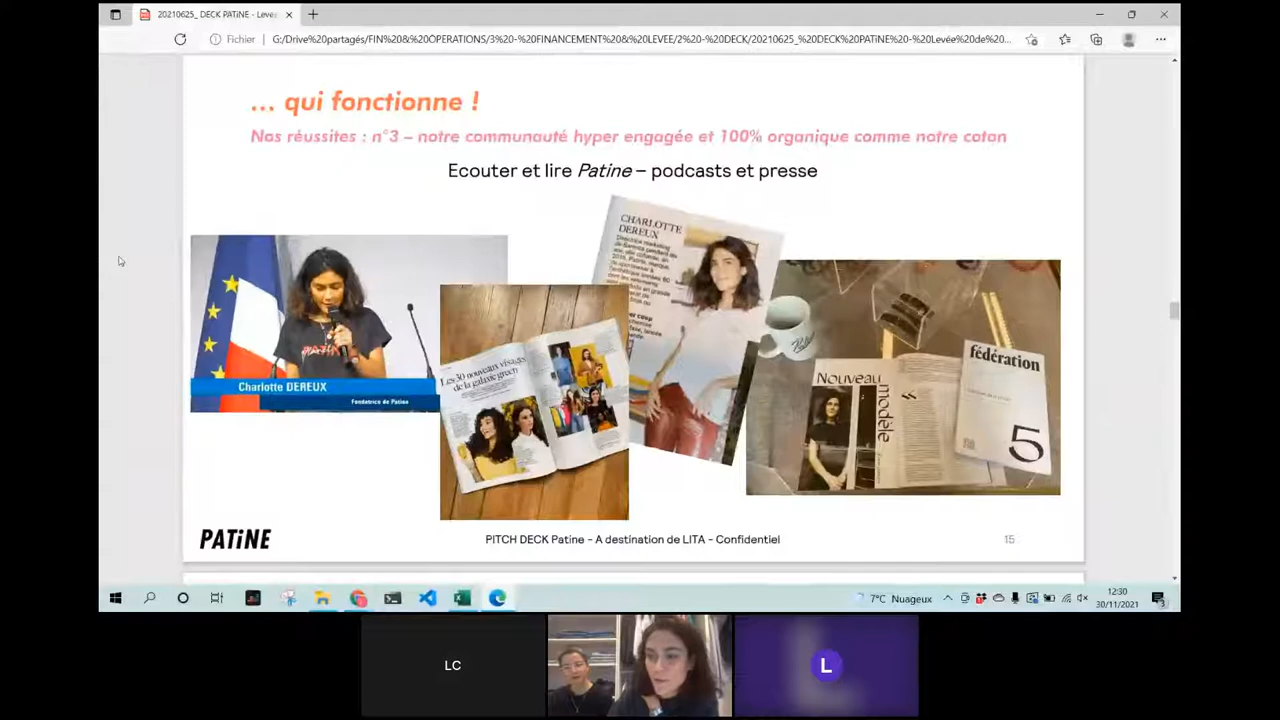 20210625_ DECK PATiNE - Levé
Fichier
G:/Drive%20partagés/FIN%20&%20OPERATIONS/3%20-%20FINANCEMENT%20&%20LEVEE/2%20-%20DECK/20210625_%20DECK%20PATiNE%20-%20Levée%20de%20...
... qui fonctionne !
Nos réussites : n°3 – notre communauté hyper engagée et 100% organique comme notre coton
Ecouter et lire Patine – podcasts et presse
CHARLOTTE
DEREUX
Charlotte DEREUX
Fondatrice de Patine
Les 30 nouveaux visages
de la galaxie green
Nouveau
modèle
fédération
5
PATiNE
PITCH DECK Patine - A destination de LITA - Confidentiel
15
7°C Nuageux
12:30
30/11/2021
LC
L